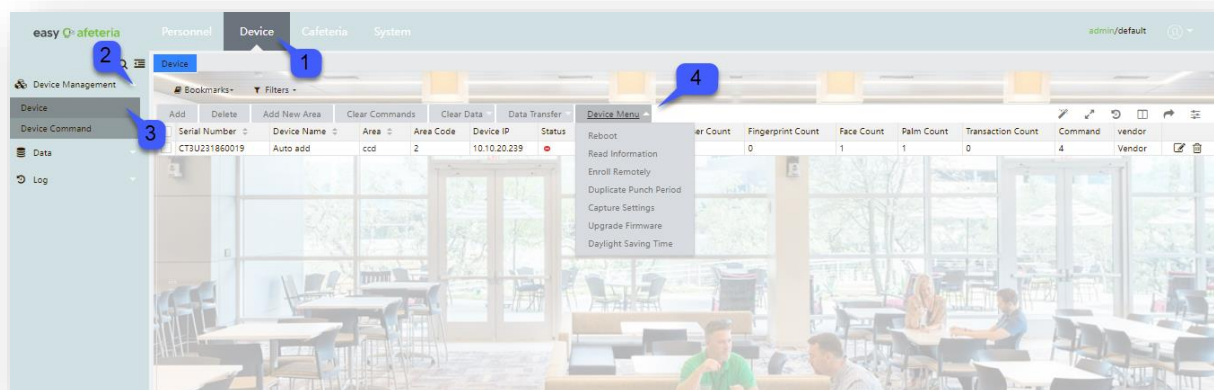 easy afeteria Personnel Device Cafeteria System admin/default
2
1
Device
Device Management
Bookmarks Filters
4
Device
Add Delete Add New Area Clear Commands Clear Data Data Transfer Device Menu
Device Command
3
Serial Number Device Name Area Area Code Device IP Status er Count Fingerprint Count Face Count Palm Count Transaction Count Command vendor
CT3U231860019 Auto add ccd 2 10.10.20.239 0 1 1 0 4 Vendor
Data
Log
Reboot
Read Information
Enroll Remotely
Duplicate Punch Period
Capture Settings
Upgrade Firmware
Daylight Saving Time